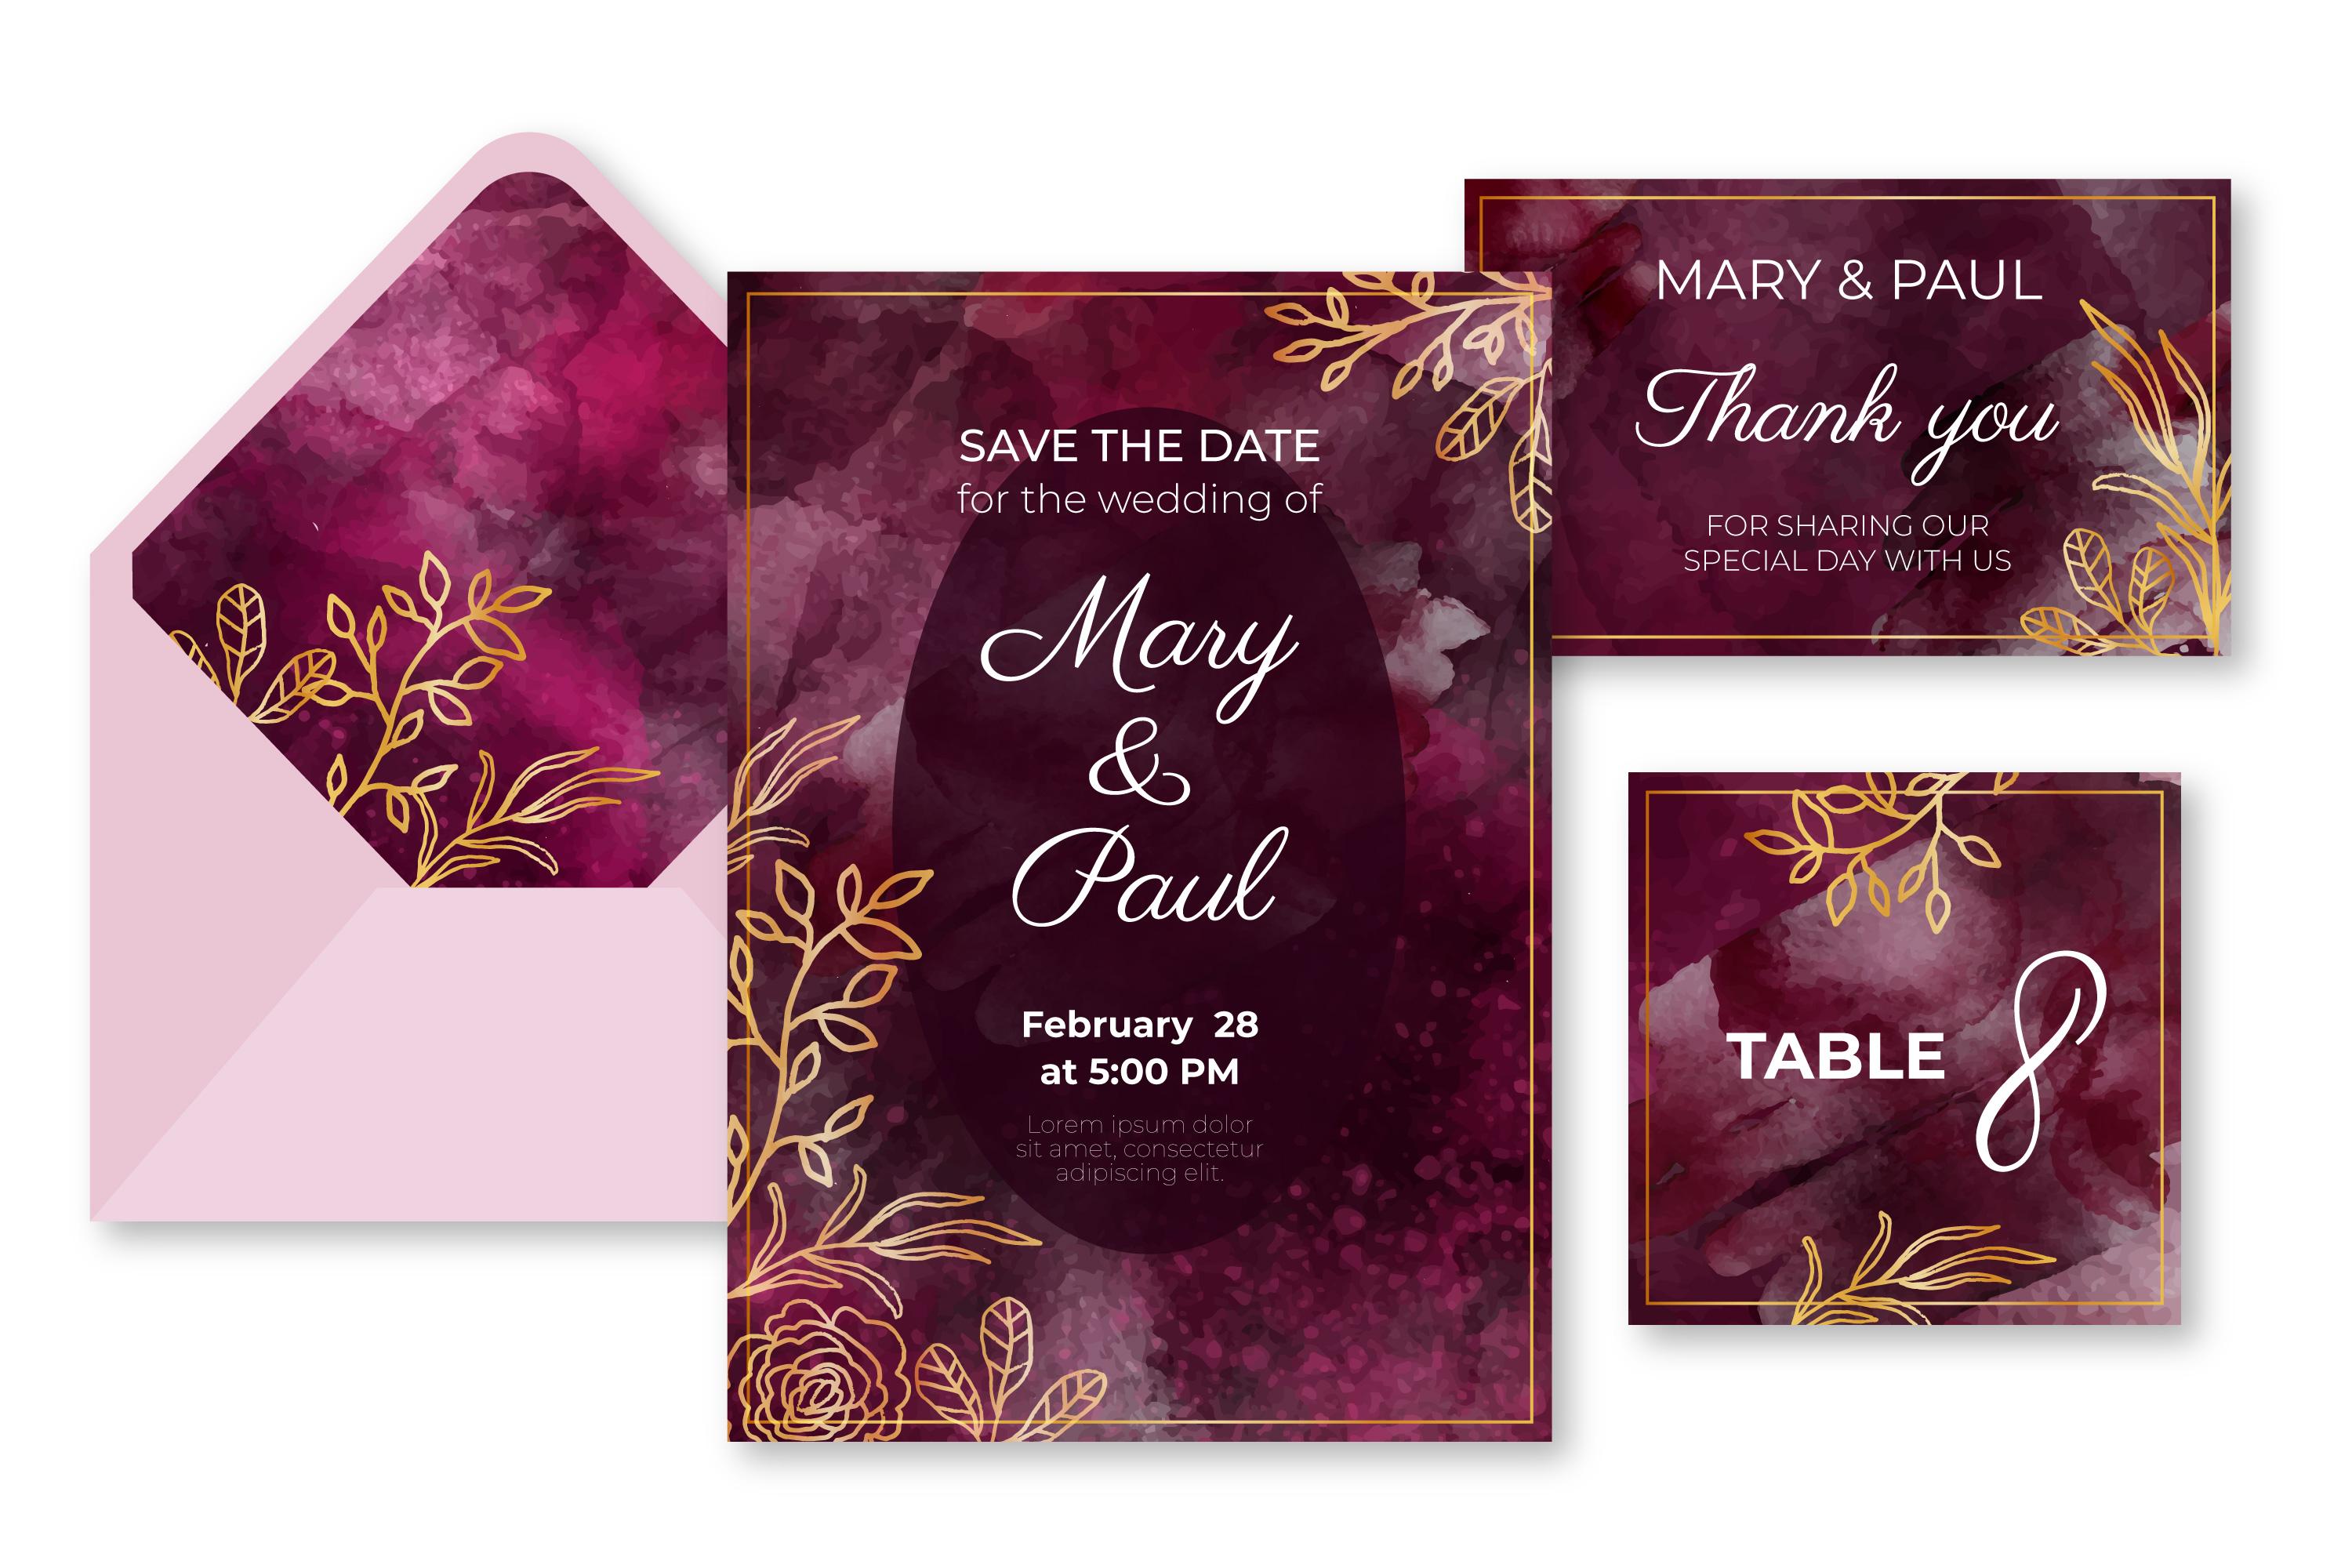 SAVE THE DATE
for the wedding of
Mary
&
Paul
February 28
at 5:00 PM
Lorem ipsum dolor
sit amet, consectetur
adipiscing elit.
MARY & PAUL
Thank you
FOR SHARING OUR
SPECIAL DAY WITH US
TABLE 8